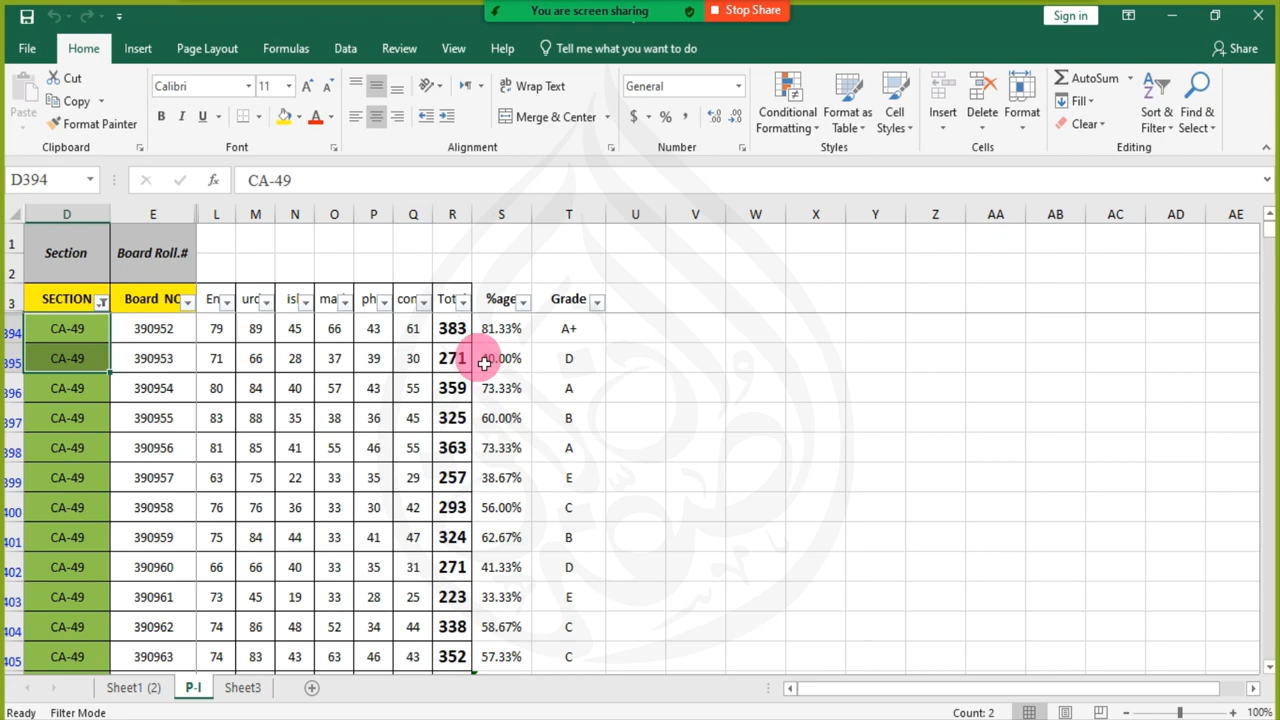 You are screen sharing Stop Share
Sign in
File Home Insert Page Layout Formulas Data Review View Help Tell me what you want to do Share
Paste Cut Copy Format Painter
Calibri 11 B I U
Wrap Text Merge & Center
General $ %
Conditional Formatting Format as Table Cell Styles
Insert Delete Format
AutoSum Fill Clear Sort & Filter Find & Select
Clipboard Font Alignment Number Styles Cells Editing
D394 fx CA-49
D E L M N O P Q R S T U V W X Y Z AA AB AC AD AE
1 Section Board Roll.#
2
3 SECTION Board NO En urd isl ma ph con Tot %age Grade
394 CA-49 390952 79 89 45 66 43 61 383 81.33% A+
395 CA-49 390953 71 66 28 37 39 30 271 40.00% D
396 CA-49 390954 80 84 40 57 43 55 359 73.33% A
397 CA-49 390955 83 88 35 38 36 45 325 60.00% B
398 CA-49 390956 81 85 41 55 46 55 363 73.33% A
399 CA-49 390957 63 75 22 33 35 29 257 38.67% E
400 CA-49 390958 76 76 36 33 30 42 293 56.00% C
401 CA-49 390959 75 84 44 33 41 47 324 62.67% B
402 CA-49 390960 66 66 40 33 35 31 271 41.33% D
403 CA-49 390961 73 45 19 33 28 25 223 33.33% E
404 CA-49 390962 74 86 48 52 34 44 338 58.67% C
405 CA-49 390963 74 83 43 63 46 43 352 57.33% C
Sheet1 (2) P-I Sheet3
Ready Filter Mode Count: 2 100%